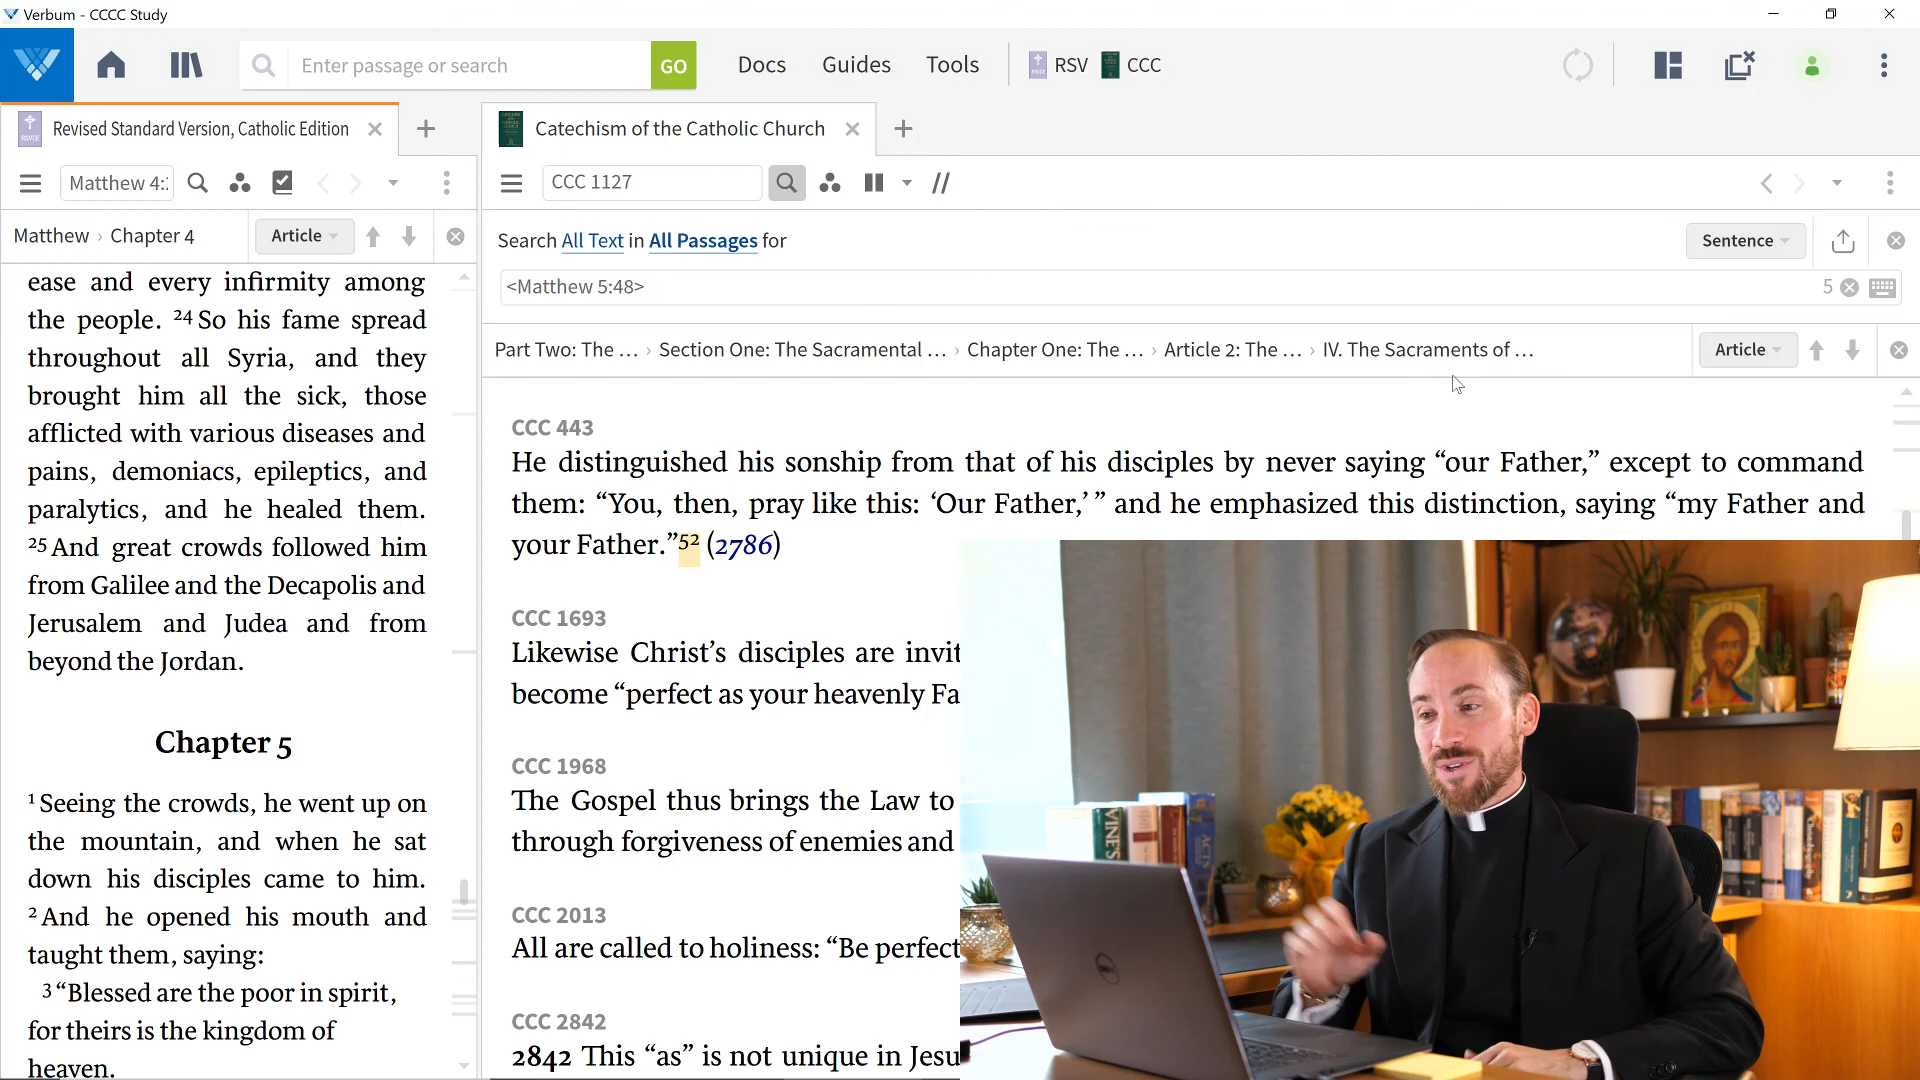 Verbum - CCCC Study
Enter passage or search
GO
Docs
Guides
Tools
RSV
CCC
Revised Standard Version, Catholic Edition
Matthew 4:
Matthew › Chapter 4
Article
ease and every infirmity among
the people. 24 So his fame spread
throughout all Syria, and they
brought him all the sick, those
afflicted with various diseases and
pains, demoniacs, epileptics, and
paralytics, and he healed them.
25 And great crowds followed him
from Galilee and the Decapolis and
Jerusalem and Judea and from
beyond the Jordan.
Chapter 5
1 Seeing the crowds, he went up on
the mountain, and when he sat
down his disciples came to him.
2 And he opened his mouth and
taught them, saying:
3 “Blessed are the poor in spirit,
for theirs is the kingdom of
heaven.
Catechism of the Catholic Church
CCC 1127
Search All Text in All Passages for
Sentence
<Matthew 5:48>
5
Part Two: The … › Section One: The Sacramental … › Chapter One: The … › Article 2: The … › IV. The Sacraments of …
Article
CCC 443
He distinguished his sonship from that of his disciples by never saying “our Father,” except to command
them: “You, then, pray like this: ‘Our Father,’ ” and he emphasized this distinction, saying “my Father and
your Father.”52 (2786)
CCC 1693
Likewise Christ’s disciples are invit
become “perfect as your heavenly Fa
CCC 1968
The Gospel thus brings the Law to
through forgiveness of enemies and
CCC 2013
All are called to holiness: “Be perfect
CCC 2842
2842 This “as” is not unique in Jesu
VINE'S
ACTS
DELL